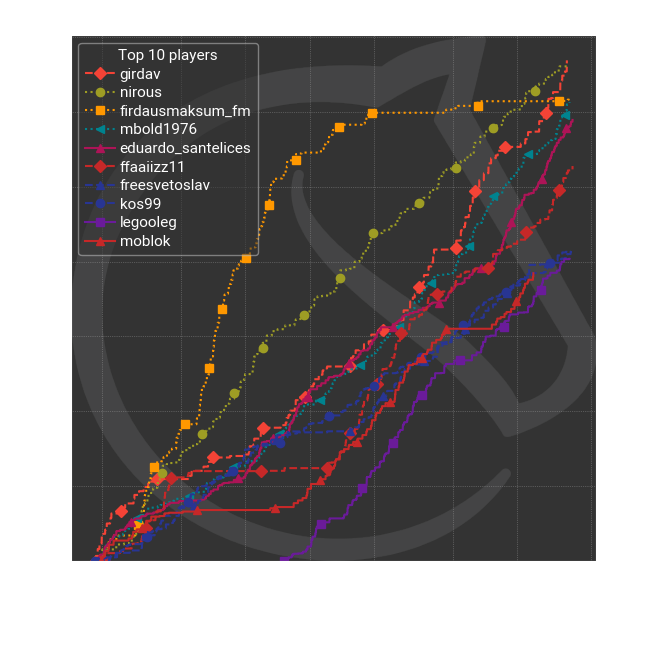 Top 10 players
girdav
nirous
firdausmaksum_fm
mbold1976
eduardo_santelices
ffaaiizz11
freesvetoslav
kos99
legooleg
moblok